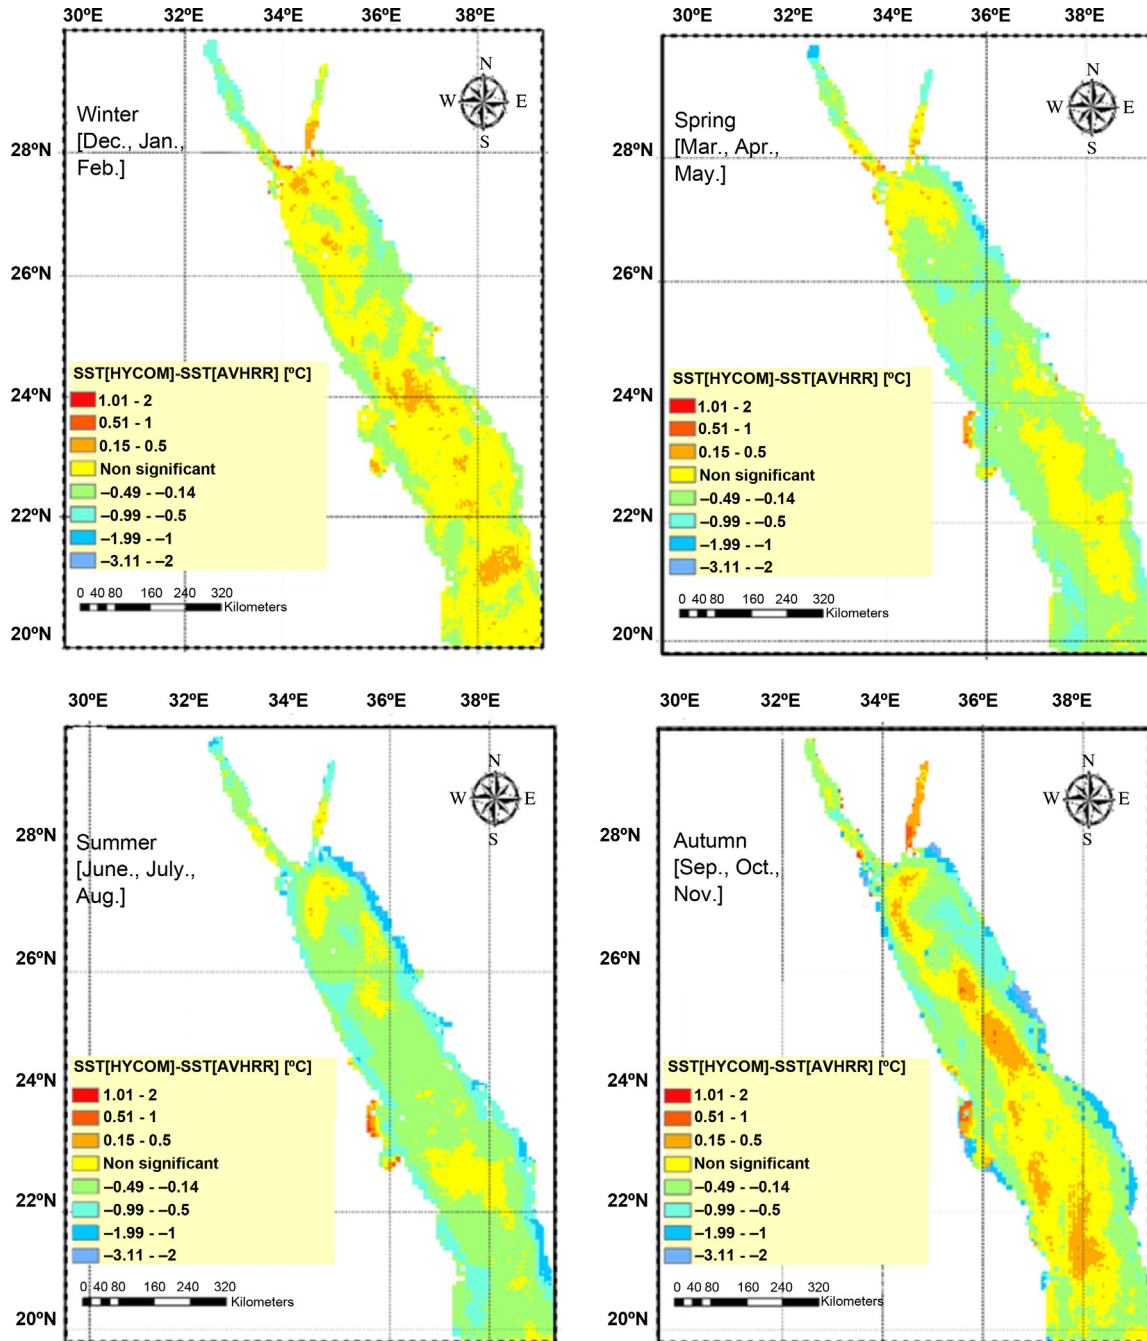 30ºE 32ºE 34ºE 36ºE 38ºE
N
W E
S
Winter
[Dec., Jan.,
Feb.]
28ºN
26ºN
24ºN
22ºN
20ºN
SST[HYCOM]-SST[AVHRR] [ºC]
1.01 - 2
0.51 - 1
0.15 - 0.5
Non significant
–0.49 - –0.14
–0.99 - –0.5
–1.99 - –1
–3.11 - –2
0 40 80 160 240 320
Kilometers
30ºE 32ºE 34ºE 36ºE 38ºE
N
W E
S
Spring
[Mar., Apr.,
May.]
28ºN
26ºN
24ºN
22ºN
20ºN
SST[HYCOM]-SST[AVHRR] [ºC]
1.01 - 2
0.51 - 1
0.15 - 0.5
Non significant
–0.49 - –0.14
–0.99 - –0.5
–1.99 - –1
–3.11 - –2
0 40 80 160 240 320
Kilometers
30ºE 32ºE 34ºE 36ºE 38ºE
N
W E
S
Summer
[June., July.,
Aug.]
28ºN
26ºN
24ºN
22ºN
20ºN
SST[HYCOM]-SST[AVHRR] [ºC]
1.01 - 2
0.51 - 1
0.15 - 0.5
Non significant
–0.49 - –0.14
–0.99 - –0.5
–1.99 - –1
–3.11 - –2
0 40 80 160 240 320
Kilometers
30ºE 32ºE 34ºE 36ºE 38ºE
N
W E
S
Autumn
[Sep., Oct.,
Nov.]
28ºN
26ºN
24ºN
22ºN
20ºN
SST[HYCOM]-SST[AVHRR] [ºC]
1.01 - 2
0.51 - 1
0.15 - 0.5
Non significant
–0.49 - –0.14
–0.99 - –0.5
–1.99 - –1
–3.11 - –2
0 40 80 160 240 320
Kilometers